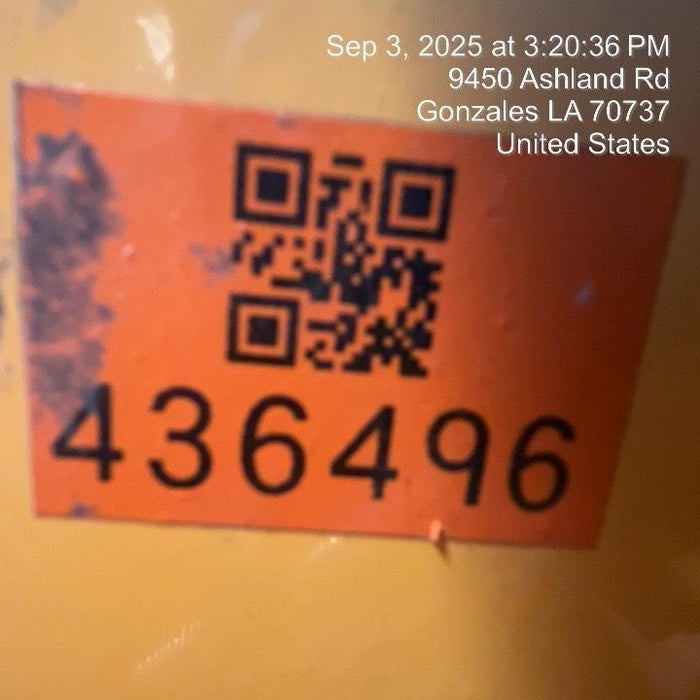 Sep 3, 2025 at 3:20:36 PM
9450 Ashland Rd
Gonzales LA 70737
United States
436496